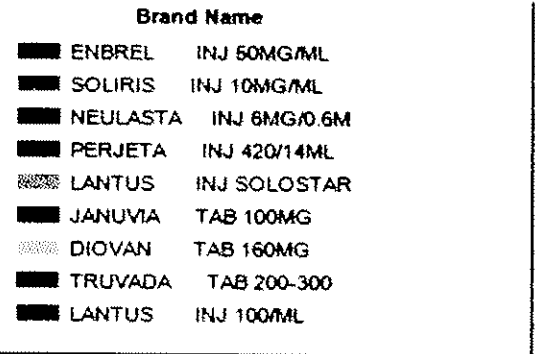 Brand Name
ENBREL INJ 50MG/ML
SOLIRIS INJ 10MG/ML
NEULASTA INJ 6MG/0.6M
PERJETA INJ 420/14ML
LANTUS INJ SOLOSTAR
JANUVIA TAB 100MG
DIOVAN TAB 160MG
TRUVADA TAB 200-300
LANTUS INJ 100/ML